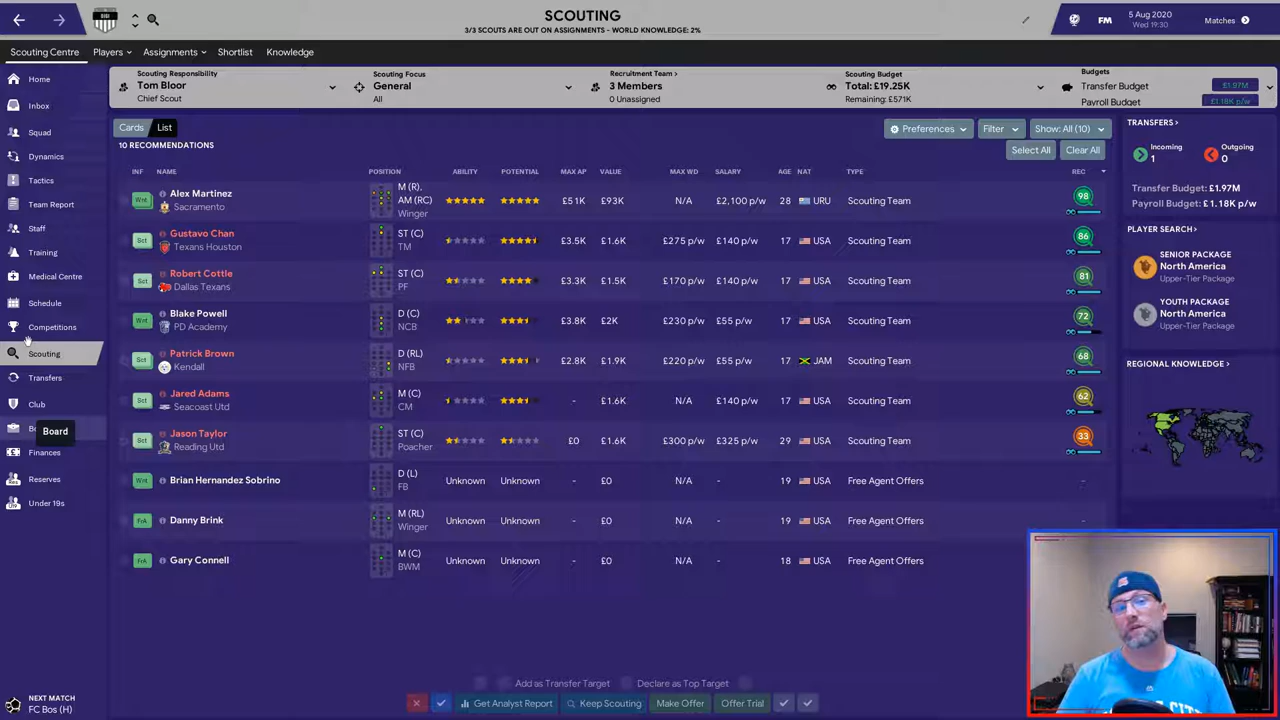 SCOUTING
3/3 SCOUTS ARE OUT ON ASSIGNMENTS - WORLD KNOWLEDGE: 2%
FM
5 Aug 2020
Wed 19:30
Matches
Scouting Centre
Players
Assignments
Shortlist
Knowledge
Home
Inbox
Squad
Dynamics
Tactics
Team Report
Staff
Training
Medical Centre
Schedule
Competitions
Scouting
Transfers
Club
Board
Finances
Reserves
Under 19s
NEXT MATCH
FC Bos (H)
Scouting Responsibility
Tom Bloor
Chief Scout
Scouting Focus
General
All
Recruitment Team >
3 Members
0 Unassigned
Scouting Budget
Total: £19.25K
Remaining: £571K
Budgets
Transfer Budget £1.97M
Payroll Budget £1.18K p/w
Cards List
Preferences
Filter
Show: All (10)
10 RECOMMENDATIONS
Select All
Clear All
INF NAME POSITION ABILITY POTENTIAL MAX AP VALUE MAX WD SALARY AGE NAT TYPE REC
Wnt Alex Martinez Sacramento M (R), AM (RC) Winger £51K £93K N/A £2,100 p/w 28 URU Scouting Team 98
Sct Gustavo Chan Texans Houston ST (C) TM £3.5K £1.6K £275 p/w £140 p/w 17 USA Scouting Team 86
Sct Robert Cottle Dallas Texans ST (C) PF £3.3K £1.5K £170 p/w £140 p/w 17 USA Scouting Team 81
Wnt Blake Powell PD Academy D (C) NCB £3.8K £2K £230 p/w £55 p/w 17 USA Scouting Team 72
Sct Patrick Brown Kendall D (RL) NFB £2.8K £1.9K £220 p/w £55 p/w 17 JAM Scouting Team 68
Sct Jared Adams Seacoast Utd M (C) CM - £1.6K N/A £140 p/w 17 USA Scouting Team 62
Sct Jason Taylor Reading Utd ST (C) Poacher £0 £1.6K £300 p/w £325 p/w 29 USA Scouting Team 33
Wnt Brian Hernandez Sobrino D (L) FB Unknown Unknown - £0 N/A - 19 USA Free Agent Offers -
FrA Danny Brink M (RL) Winger Unknown Unknown - £0 N/A - 19 USA Free Agent Offers -
FrA Gary Connell M (C) BWM Unknown Unknown - £0 N/A - 18 USA Free Agent Offers
Add as Transfer Target
Declare as Top Target
Get Analyst Report
Keep Scouting
Make Offer
Offer Trial
TRANSFERS >
Incoming
1
Outgoing
0
Transfer Budget: £1.97M
Payroll Budget: £1.18K p/w
PLAYER SEARCH >
SENIOR PACKAGE
North America
Upper-Tier Package
YOUTH PACKAGE
North America
Upper-Tier Package
REGIONAL KNOWLEDGE >